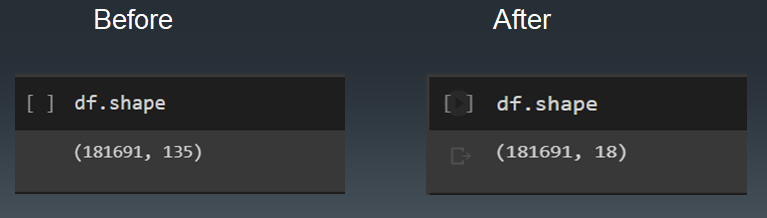 Before
After
[ ] df.shape
(181691, 135)
[ ] df.shape
(181691, 18)